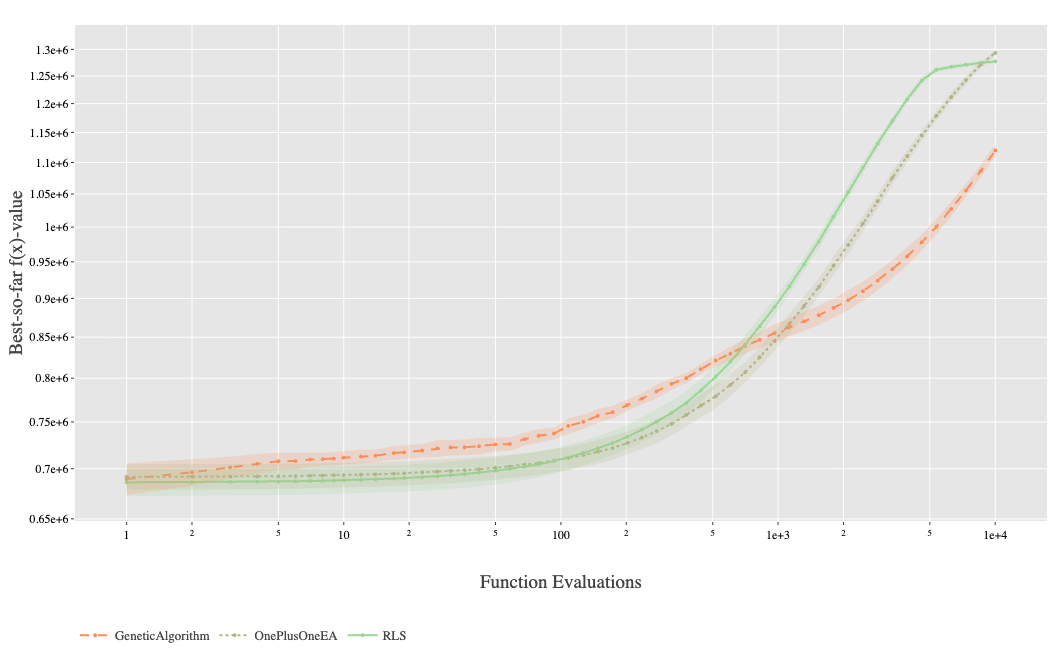 1.3e+6
1.25e+6
1.2e+6
1.15e+6
1.1e+6
1.05e+6
1e+6
0.95e+6
0.9e+6
0.85e+6
0.8e+6
0.75e+6
0.7e+6
0.65e+6
Best-so-far f(x)-value
1 2 5 10 2 5 100 2 5 1e+3 2 5 1e+4
Function Evaluations
GeneticAlgorithm OnePlusOneEA RLS